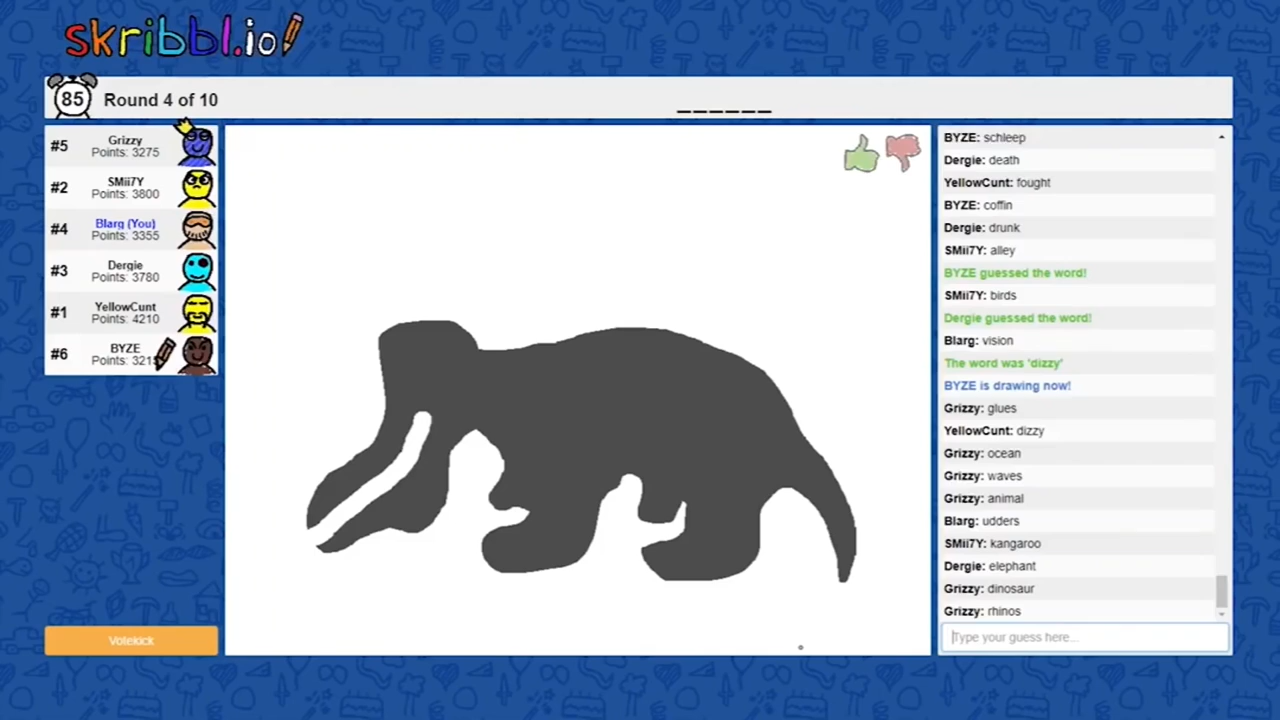 skribbl.io
85 Round 4 of 10 ______
#5 Grizzy
Points: 3275
#2 SMii7Y
Points: 3800
#4 Blarg (You)
Points: 3355
#3 Dergie
Points: 3780
#1 YellowCunt
Points: 4210
#6 BYZE
Points: 321
Votekick
BYZE: schleep
Dergie: death
YellowCunt: fought
BYZE: coffin
Dergie: drunk
SMii7Y: alley
BYZE guessed the word!
SMii7Y: birds
Dergie guessed the word!
Blarg: vision
The word was 'dizzy'
BYZE is drawing now!
Grizzy: glues
YellowCunt: dizzy
Grizzy: ocean
Grizzy: waves
Grizzy: animal
Blarg: udders
SMii7Y: kangaroo
Dergie: elephant
Grizzy: dinosaur
Grizzy: rhinos
Type your guess here...